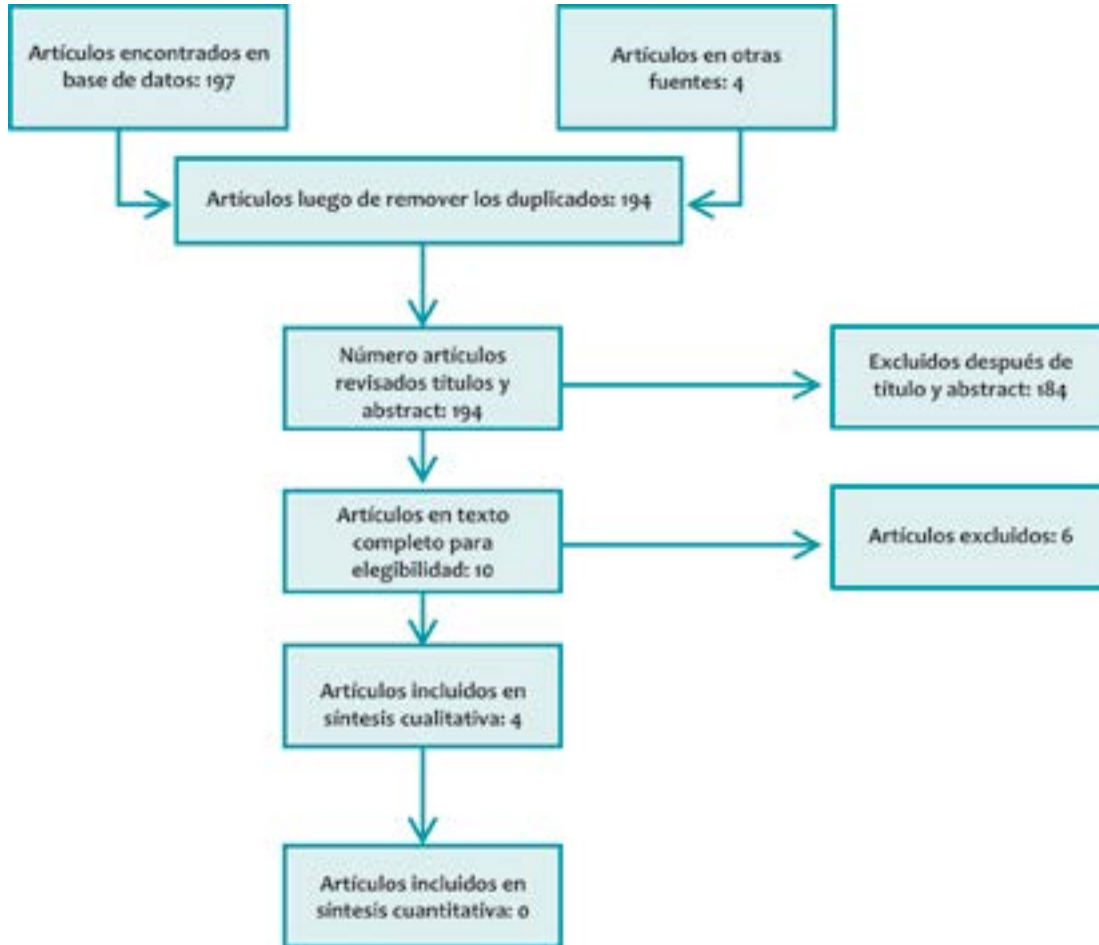 Artículos encontrados en
base de datos: 197
Artículos en otras
fuentes: 4
Artículos luego de remover los duplicados: 194
Número artículos
revisados títulos y
abstract: 194
Excluidos después de
título y abstract: 184
Artículos en texto
completo para
elegibilidad: 10
Artículos excluidos: 6
Artículos incluidos en
síntesis cualitativa: 4
Artículos incluidos en
síntesis cuantitativa: 0